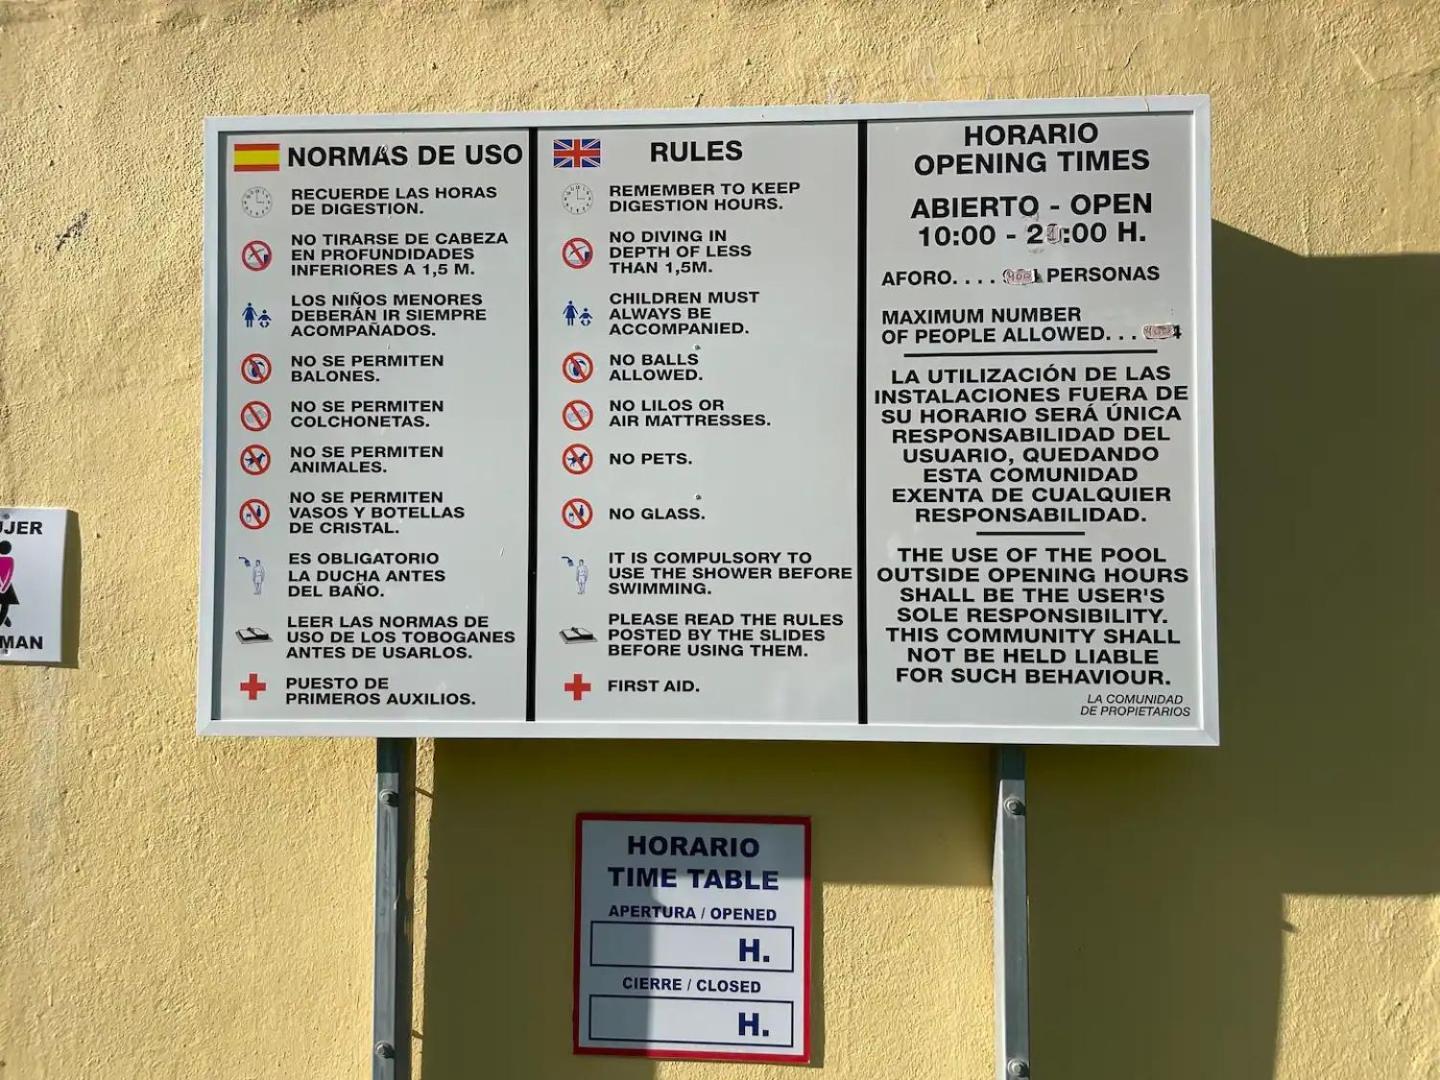 NORMAS DE USO
RECUERDE LAS HORAS
DE DIGESTION.
NO TIRARSE DE CABEZA
EN PROFUNDIDADES
INFERIORES A 1,5 M.
LOS NIÑOS MENORES
DEBERÁN IR SIEMPRE
ACOMPAÑADOS.
NO SE PERMITEN
BALONES.
NO SE PERMITEN
COLCHONETAS.
NO SE PERMITEN
ANIMALES.
NO SE PERMITEN
VASOS Y BOTELLAS
DE CRISTAL.
ES OBLIGATORIO
LA DUCHA ANTES
DEL BAÑO.
LEER LAS NORMAS DE
USO DE LOS TOBOGANES
ANTES DE USARLOS.
PUESTO DE
PRIMEROS AUXILIOS.
RULES
REMEMBER TO KEEP
DIGESTION HOURS.
NO DIVING IN
DEPTH OF LESS
THAN 1,5M.
CHILDREN MUST
ALWAYS BE
ACCOMPANIED.
NO BALLS
ALLOWED.
NO LILOS OR
AIR MATTRESSES.
NO PETS.
NO GLASS.
IT IS COMPULSORY TO
USE THE SHOWER BEFORE
SWIMMING.
PLEASE READ THE RULES
POSTED BY THE SLIDES
BEFORE USING THEM.
FIRST AID.
HORARIO
OPENING TIMES
ABIERTO - OPEN
10:00 - H.
AFORO. . . . PERSONAS
MAXIMUM NUMBER
OF PEOPLE ALLOWED. . .
LA UTILIZACIÓN DE LAS
INSTALACIONES FUERA DE
SU HORARIO SERÁ ÚNICA
RESPONSABILIDAD DEL
USUARIO, QUEDANDO
ESTA COMUNIDAD
EXENTA DE CUALQUIER
RESPONSABILIDAD.
THE USE OF THE POOL
OUTSIDE OPENING HOURS
SHALL BE THE USER'S
SOLE RESPONSIBILITY.
THIS COMMUNITY SHALL
NOT BE HELD LIABLE
FOR SUCH BEHAVIOUR.
LA COMUNIDAD
DE PROPIETARIOS
UJER
MAN
HORARIO
TIME TABLE
APERTURA / OPENED
H.
CIERRE / CLOSED
H.